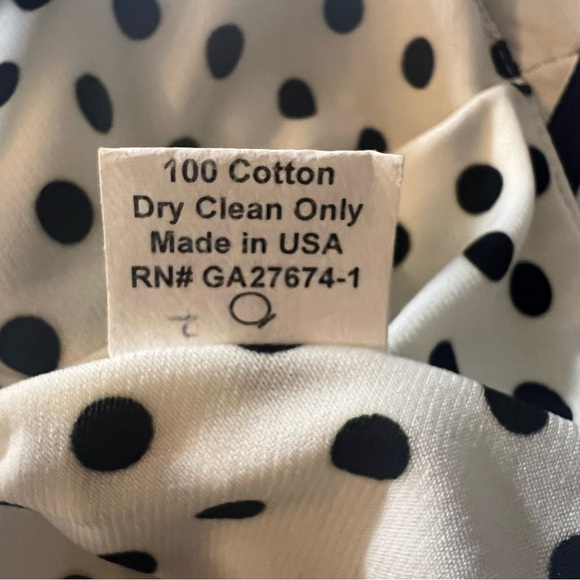 100 Cotton
Dry Clean Only
Made in USA
RN# GA27674-1